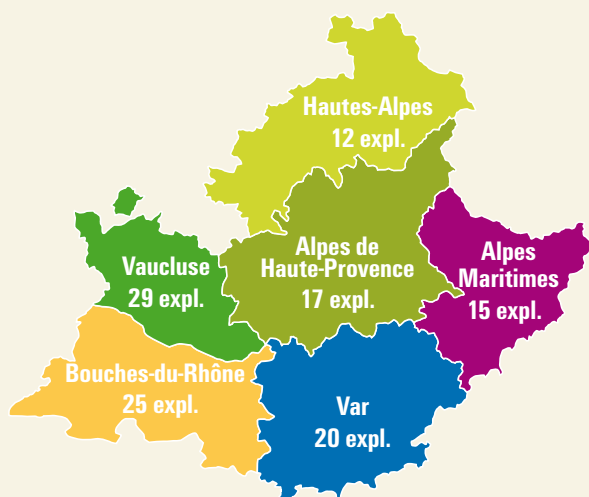 Hautes-Alpes
12 expl.
Alpes de
Haute-Provence
17 expl.
Alpes
Maritimes
15 expl.
Vaucluse
29 expl.
Bouches-du-Rhône
25 expl.
Var
20 expl.